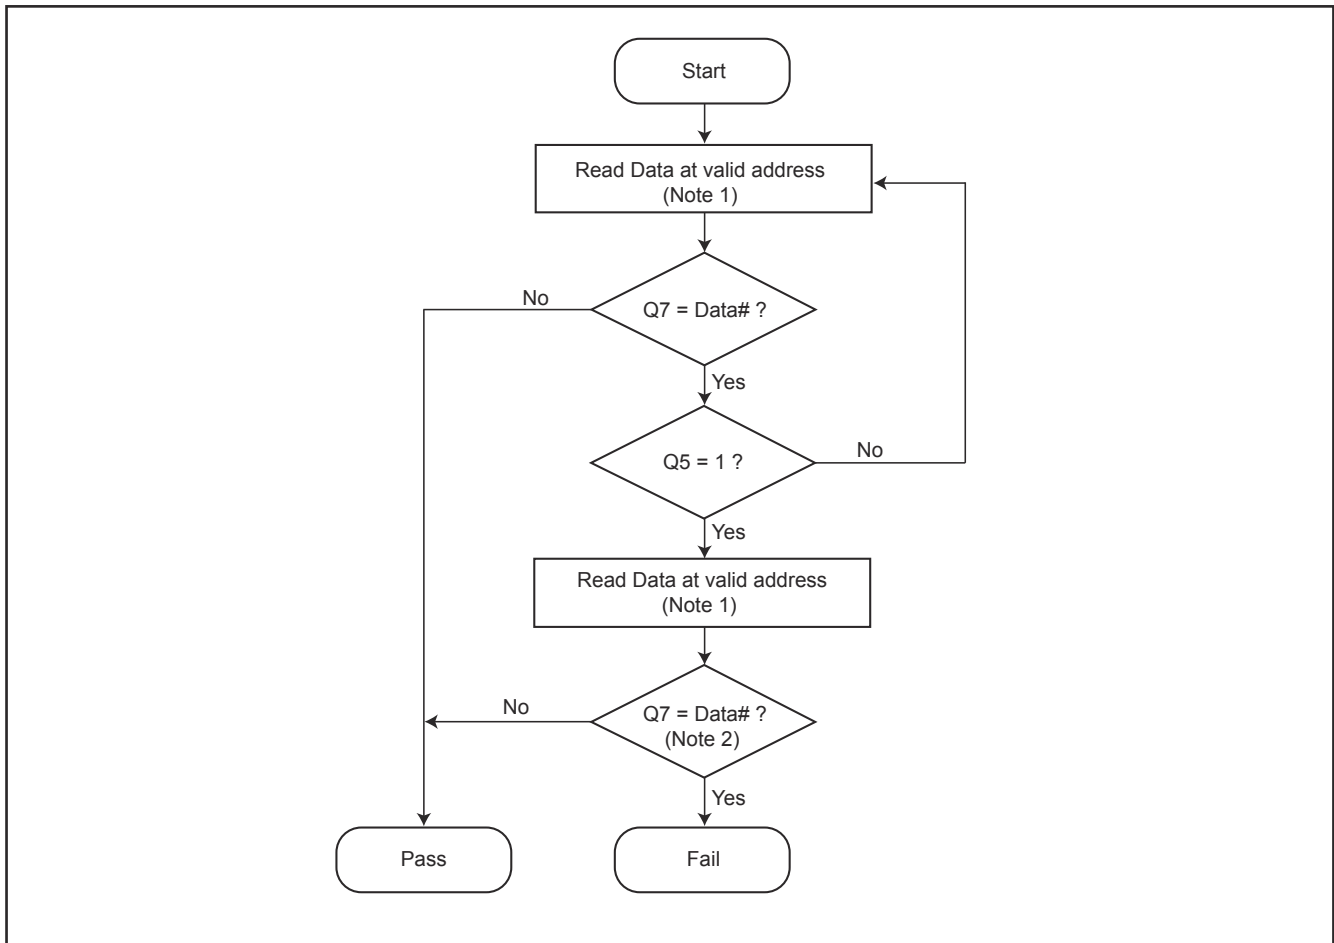 Start
Read Data at valid address
(Note 1)
No
Q7 = Data# ?
Yes
Q5 = 1 ?
No
Yes
Read Data at valid address
(Note 1)
No
Q7 = Data# ?
(Note 2)
Yes
Pass
Fail